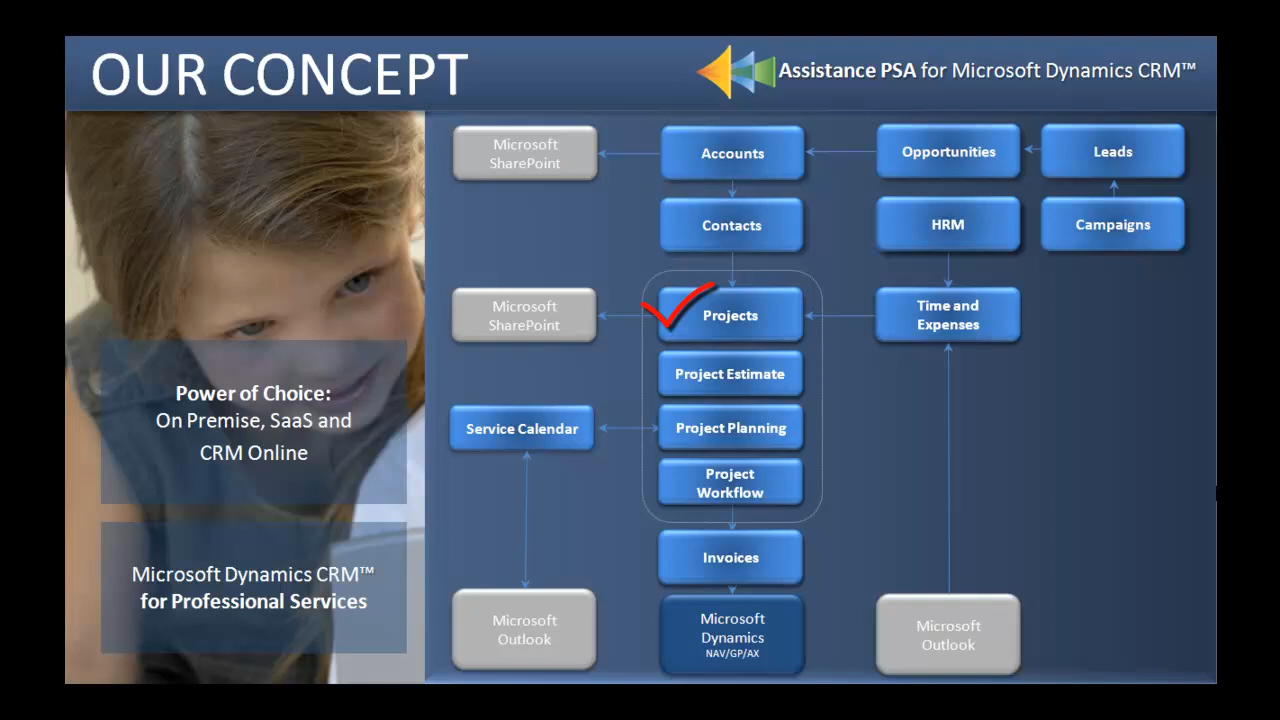 OUR CONCEPT
Assistance PSA for Microsoft Dynamics CRM™
Microsoft
SharePoint
Accounts
Opportunities
Leads
Contacts
HRM
Campaigns
Microsoft
SharePoint
Projects
Time and
Expenses
Project Estimate
Service Calendar
Project Planning
Project
Workflow
Invoices
Microsoft
Outlook
Microsoft
Dynamics
NAV/GP/AX
Microsoft
Outlook
Power of Choice:
On Premise, SaaS and
CRM Online
Microsoft Dynamics CRM™
for Professional Services